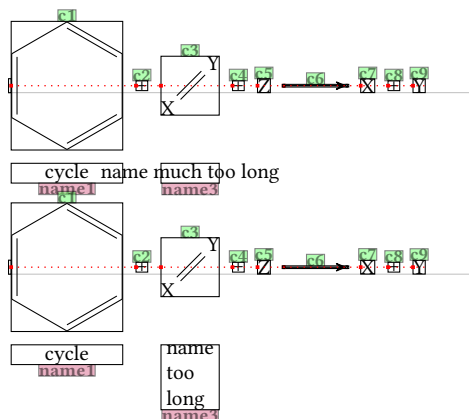 c1
c2 c3 c4 c5 c6 c7 c8 c9
+ X Y + Z X + Y
cycle name much too long
name1 name3
c1
c2 c3 c4 c5 c6 c7 c8 c9
+ X Y + Z X + Y
cycle name
too
long
name1
name3